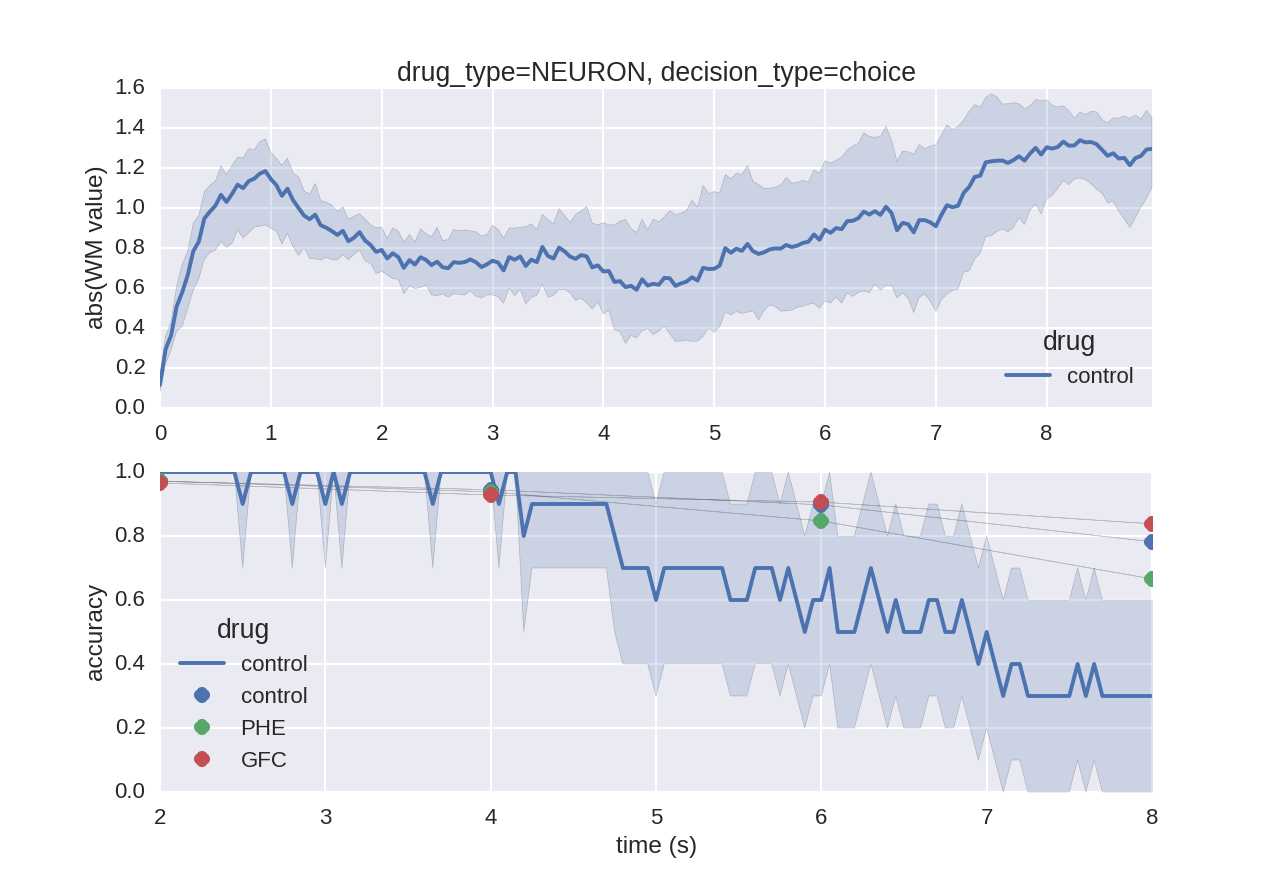 drug_type=NEURON, decision_type=choice
abs(WM value)
1.6
1.4
1.2
1.0
0.8
0.6
0.4
0.2
0.0
drug
control
0 1 2 3 4 5 6 7 8
accuracy
1.0
0.8
0.6
0.4
0.2
0.0
drug
control
control
PHE
GFC
2 3 4 5 6 7 8
time (s)